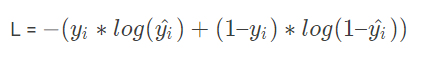 L = −(yᵢ * log(ŷᵢ) + (1–yᵢ) * log(1–ŷᵢ))